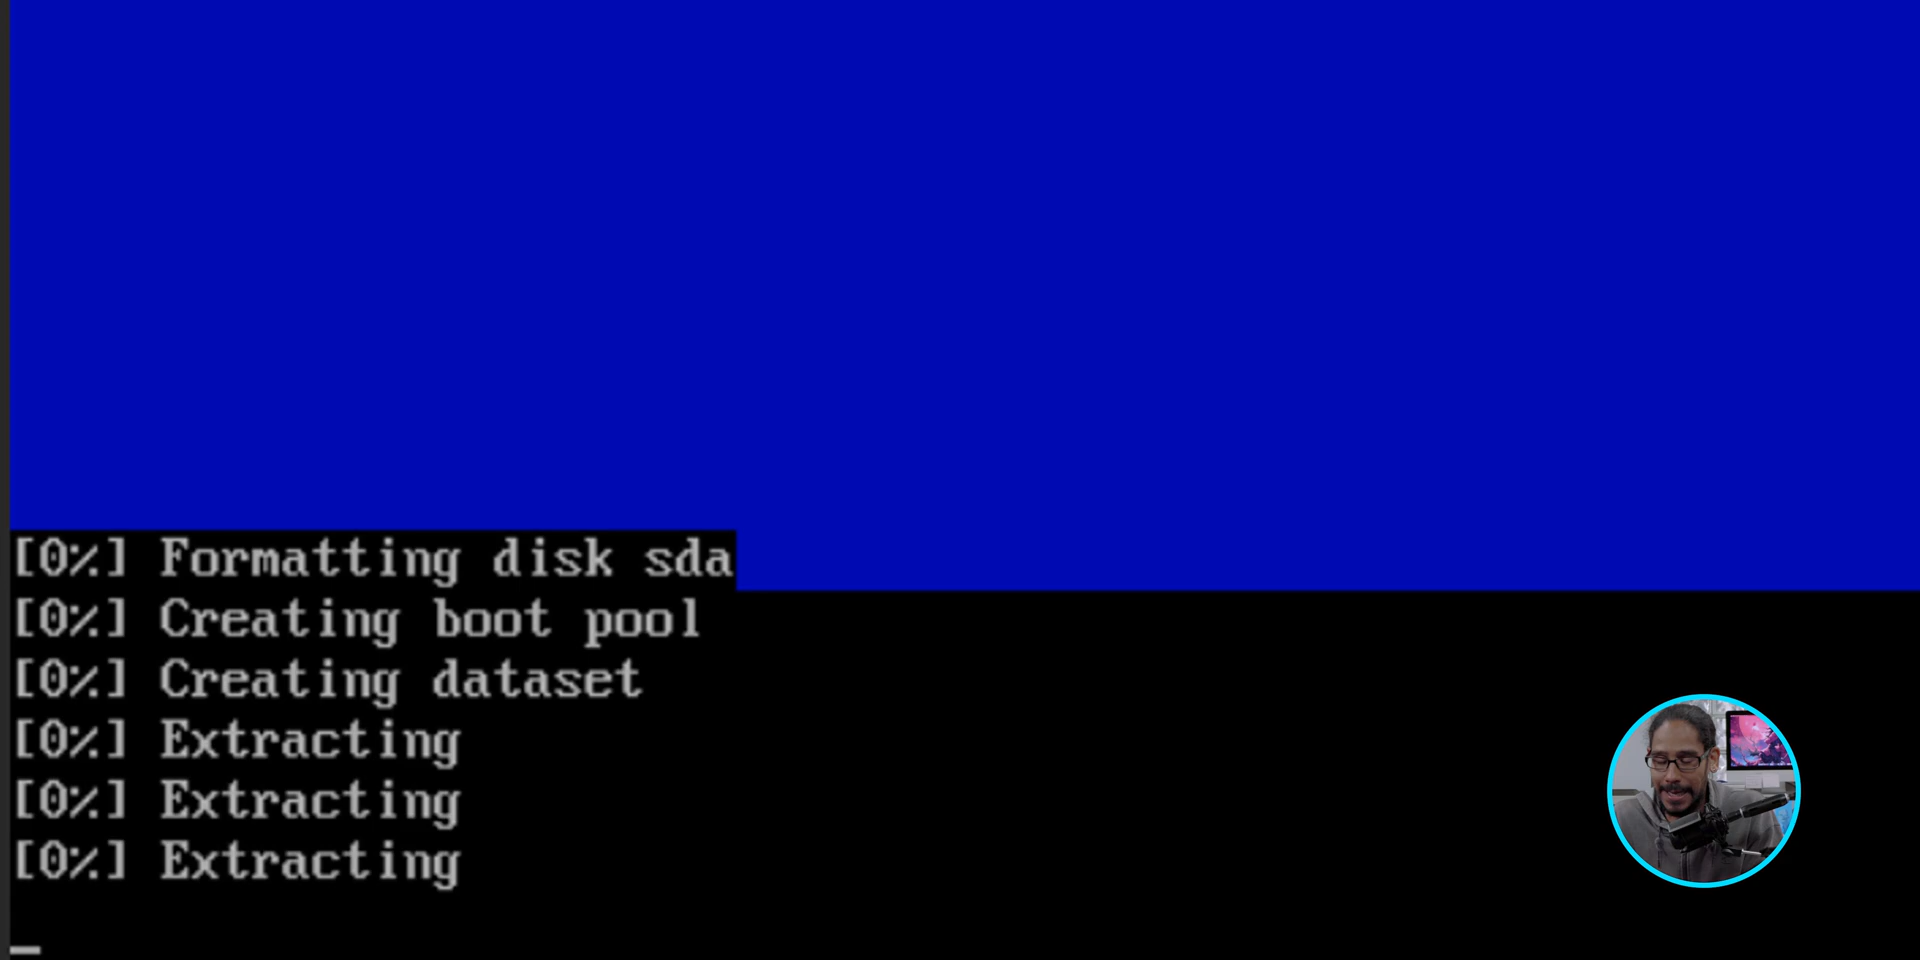 [0%] Formatting disk sda
[0%] Creating boot pool
[0%] Creating dataset
[0%] Extracting
[0%] Extracting
[0%] Extracting